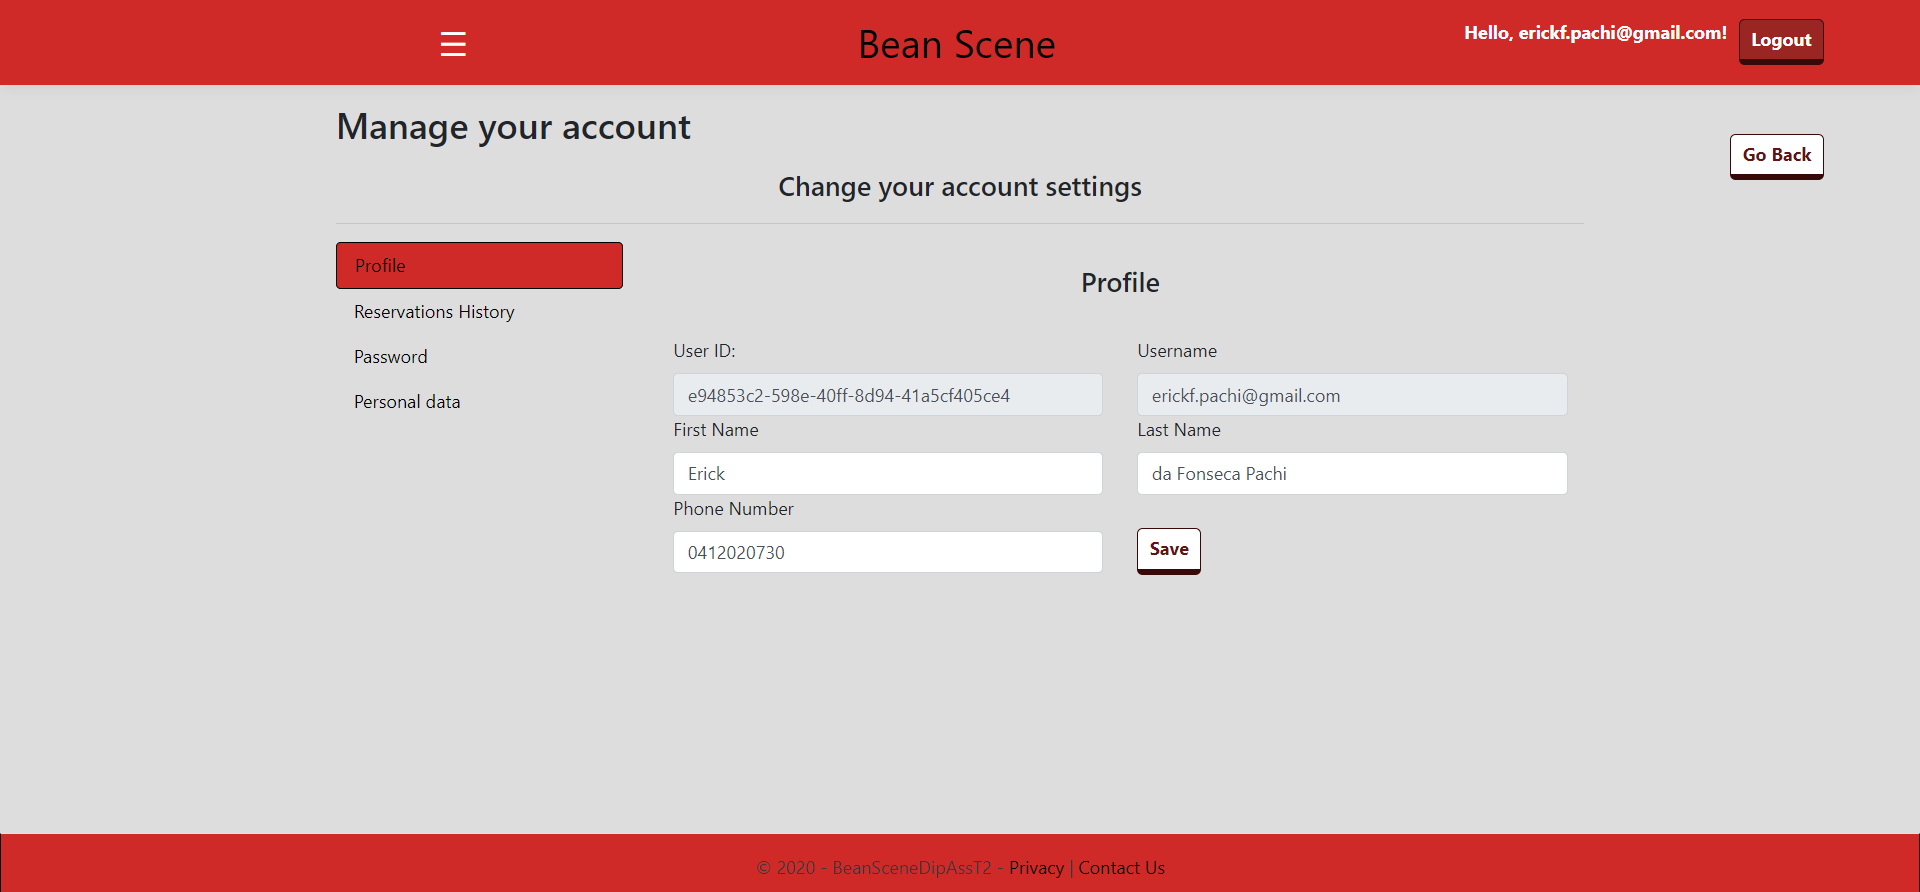 ☰
Bean Scene
Hello, erickf.pachi@gmail.com!
Logout
Manage your account
Go Back
Change your account settings
Profile
Reservations History
Password
Personal data
Profile
User ID:
Username
e94853c2-598e-40ff-8d94-41a5cf405ce4
erickf.pachi@gmail.com
First Name
Last Name
Erick
da Fonseca Pachi
Phone Number
0412020730
Save
© 2020 - BeanSceneDipAssT2 - Privacy | Contact Us